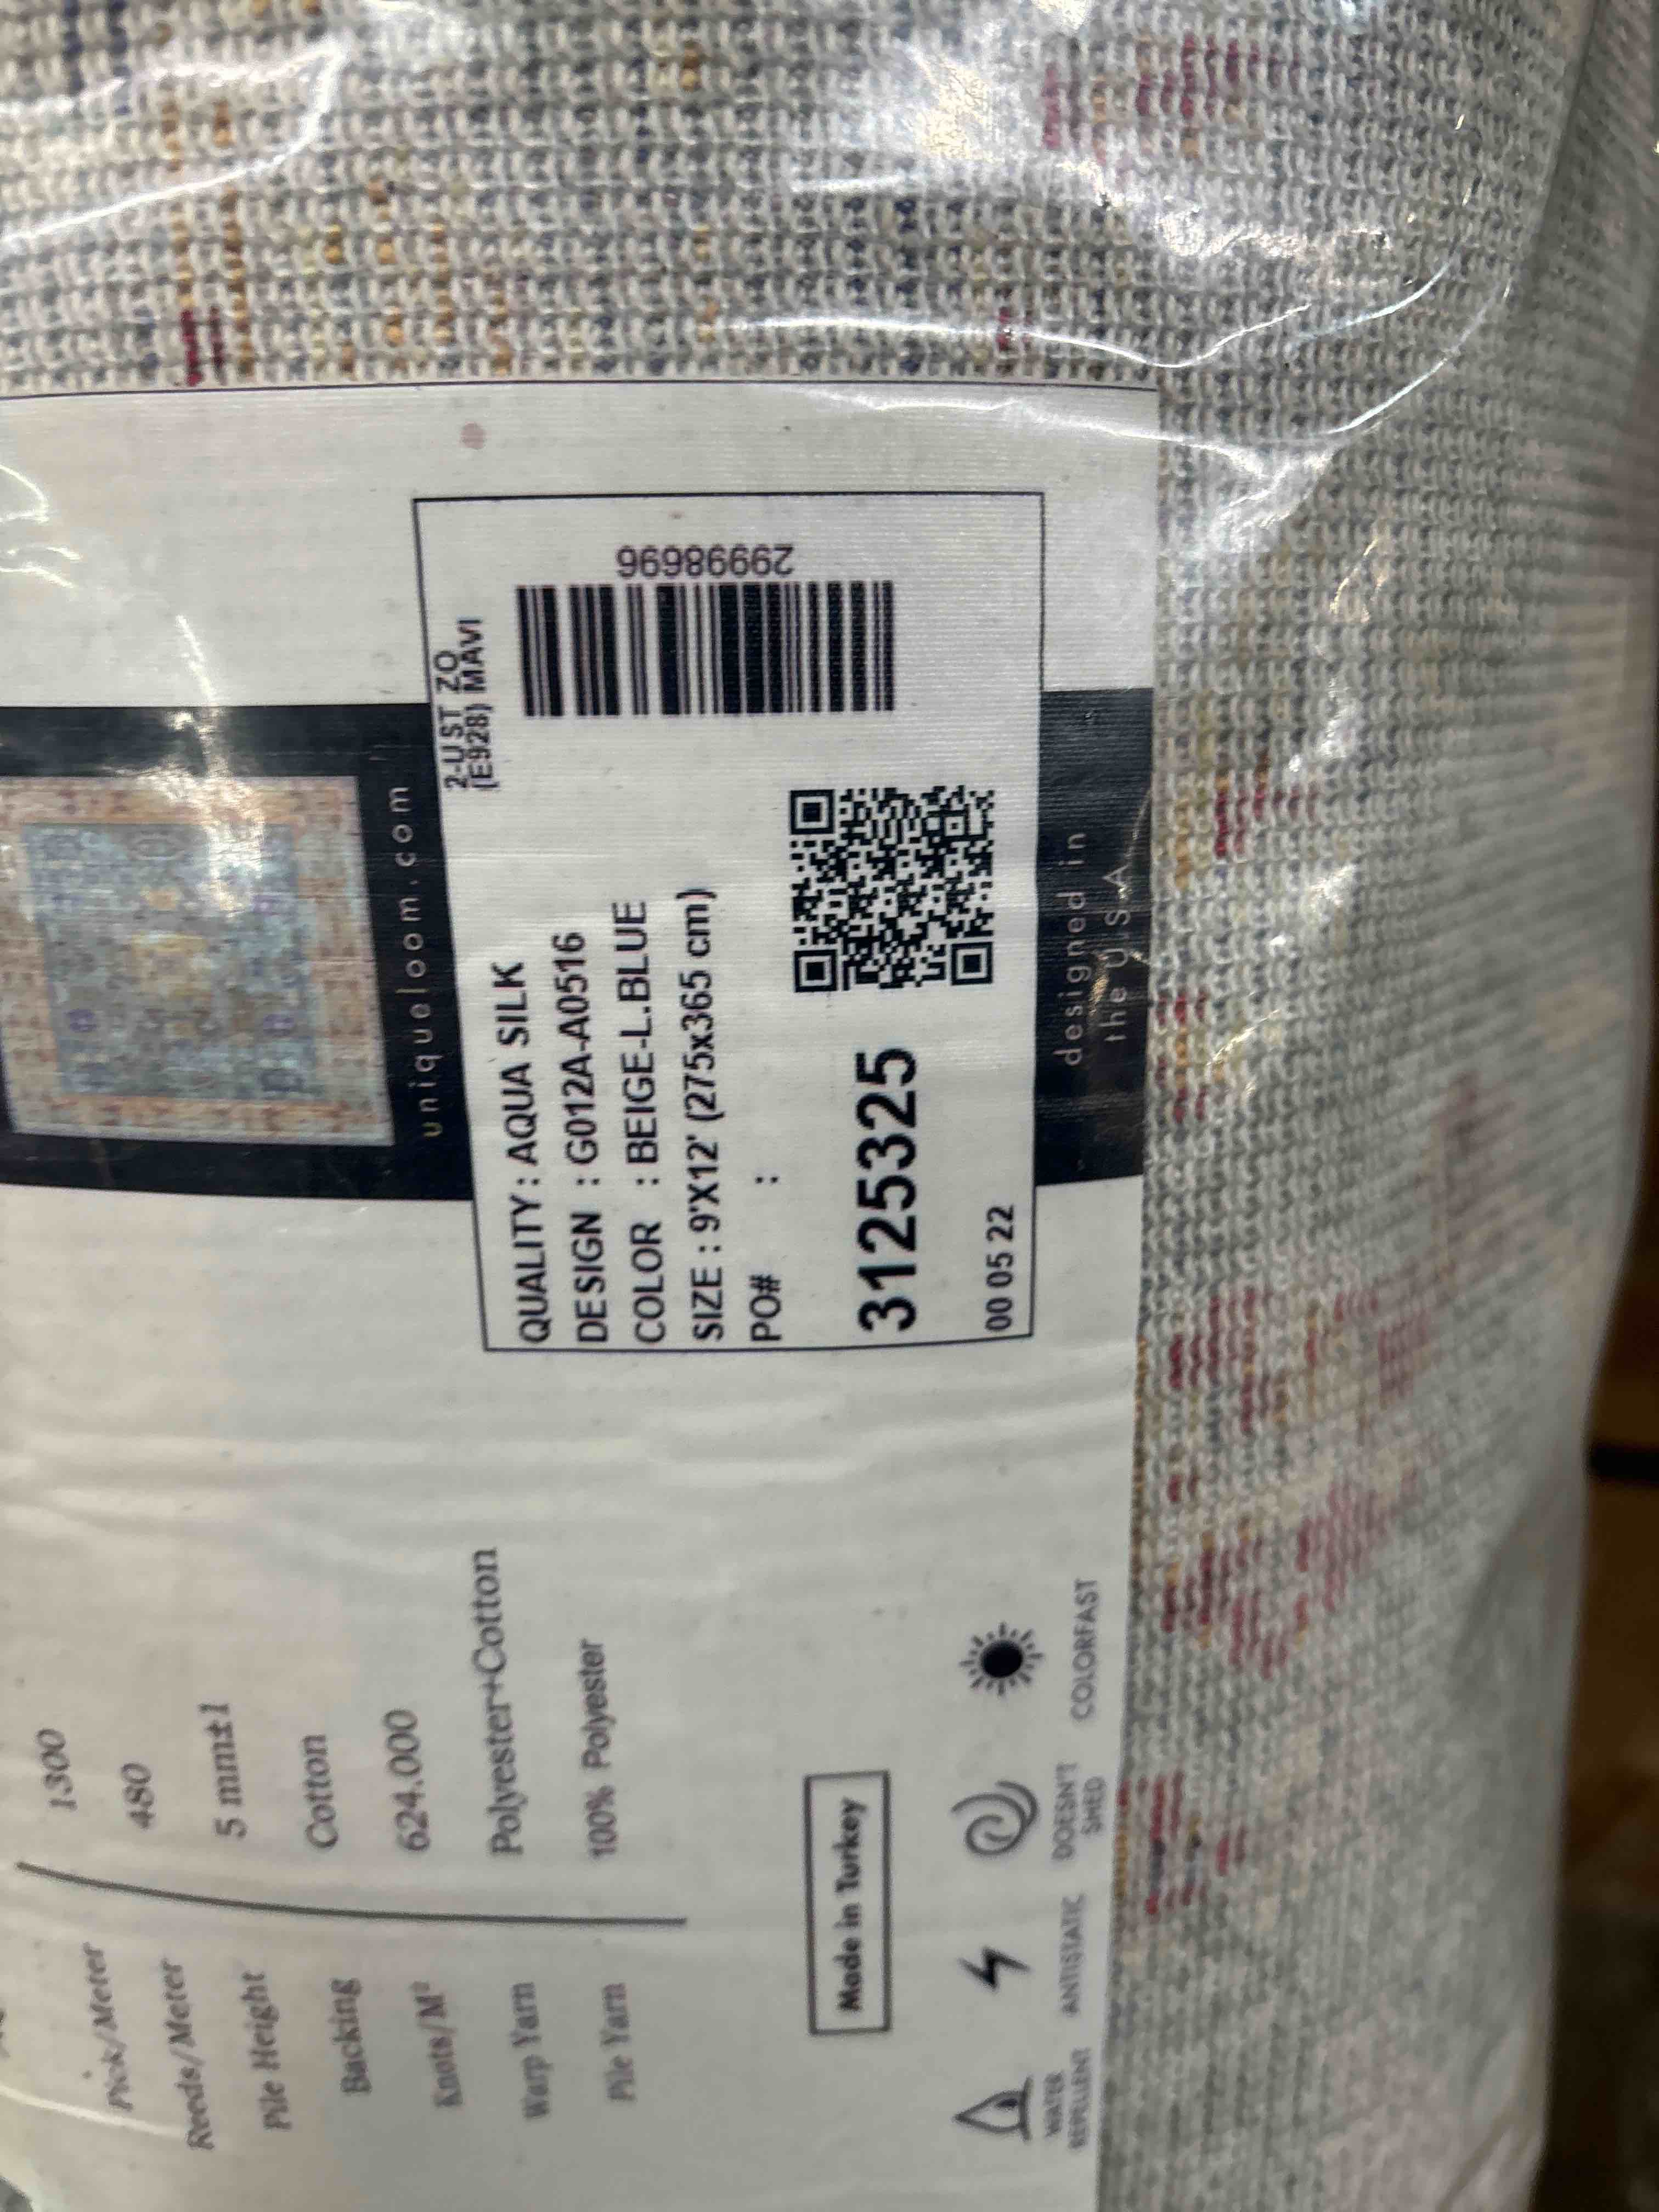 uniqueloom.com
2-UST ZO
(E928) MAVI
QUALITY : AQUA SILK
DESIGN : G012A-A0516
COLOR : BEIGE-L.BLUE
SIZE : 9'X12' (275x365 cm)
PO# :
29998696
3125325
00 05 22
designed in
the U.S.A.
Pick/Meter 1300
Reeds/Meter 480
Pile Height 5 mm±1
Backing Cotton
Knots/M² 624.000
Warp Yarn Polyester+Cotton
Pile Yarn 100% Polyester
Made in Turkey
WATER
REPELLENT
ANTISTATIC
DOESN'T
SHED
COLORFAST